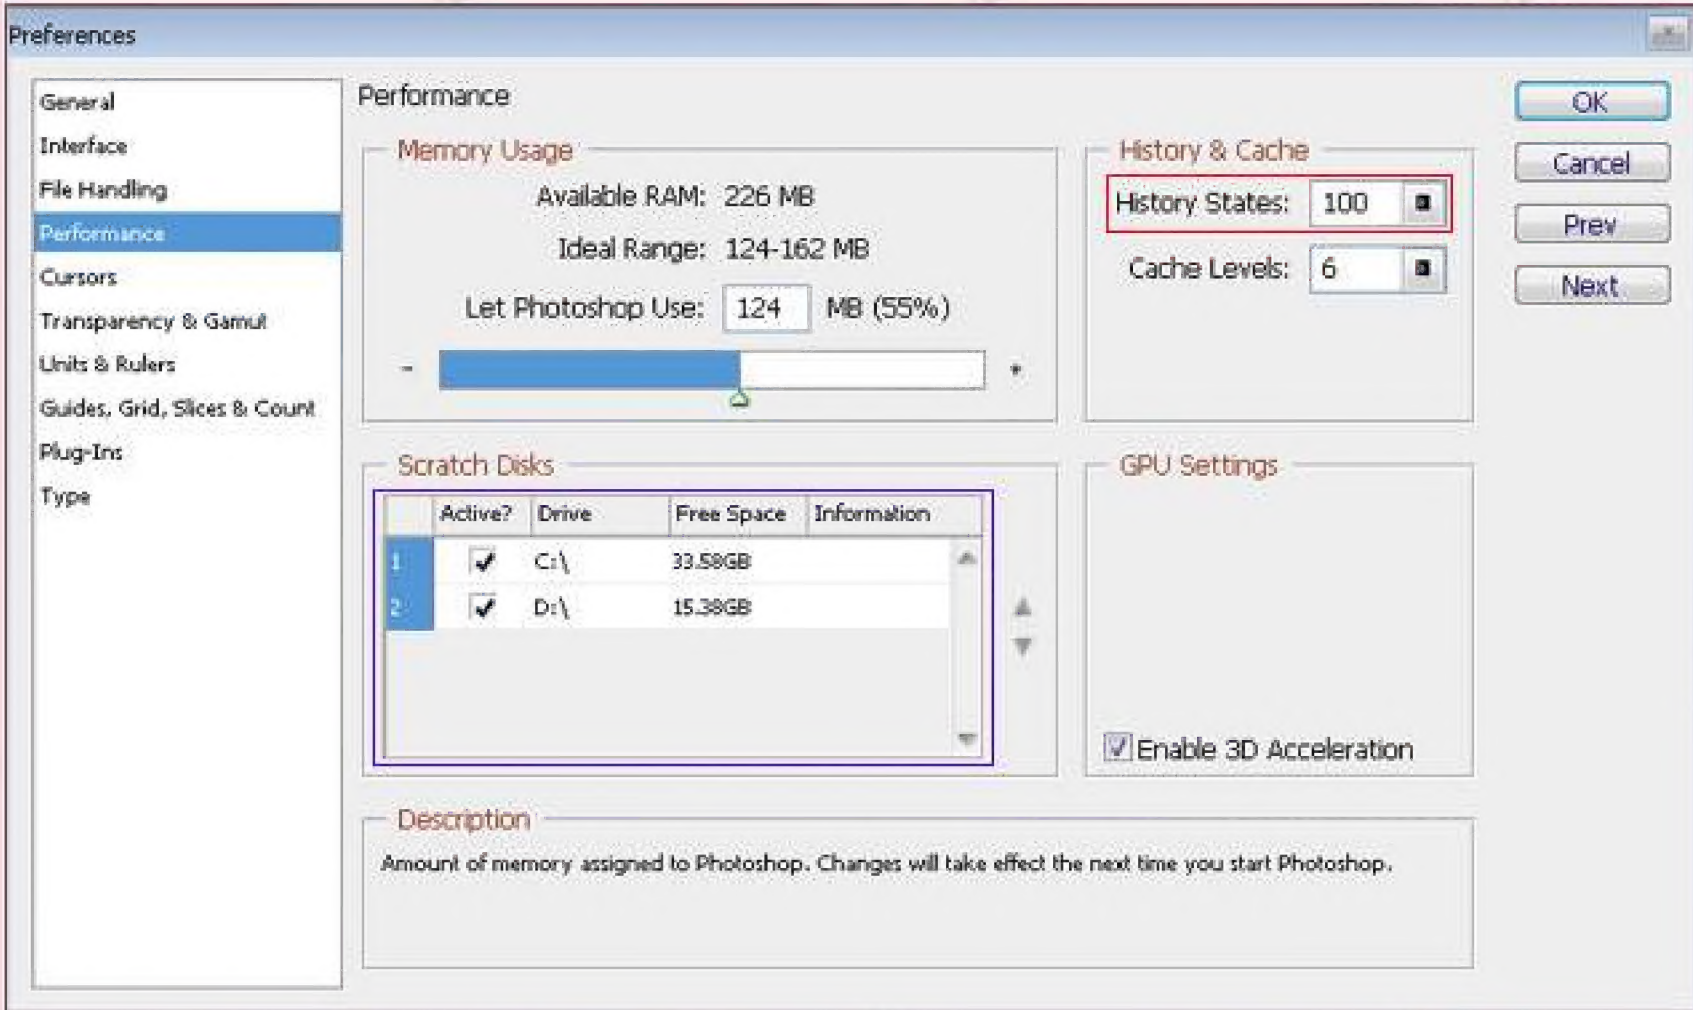 Preferences
General
Interface
File Handling
Performance
Cursors
Transparency & Gamut
Units & Rulers
Guides, Grid, Slices & Count
Plug-Ins
Type
Performance
Memory Usage
Available RAM: 226 MB
Ideal Range: 124-162 MB
Let Photoshop Use: 124 MB (55%)
- +
History & Cache
History States: 100
Cache Levels: 6
OK
Cancel
Prev
Next
Scratch Disks
Active? Drive Free Space Information
1 C:\ 33.58GB
2 D:\ 15.38GB
GPU Settings
Enable 3D Acceleration
Description
Amount of memory assigned to Photoshop. Changes will take effect the next time you start Photoshop.